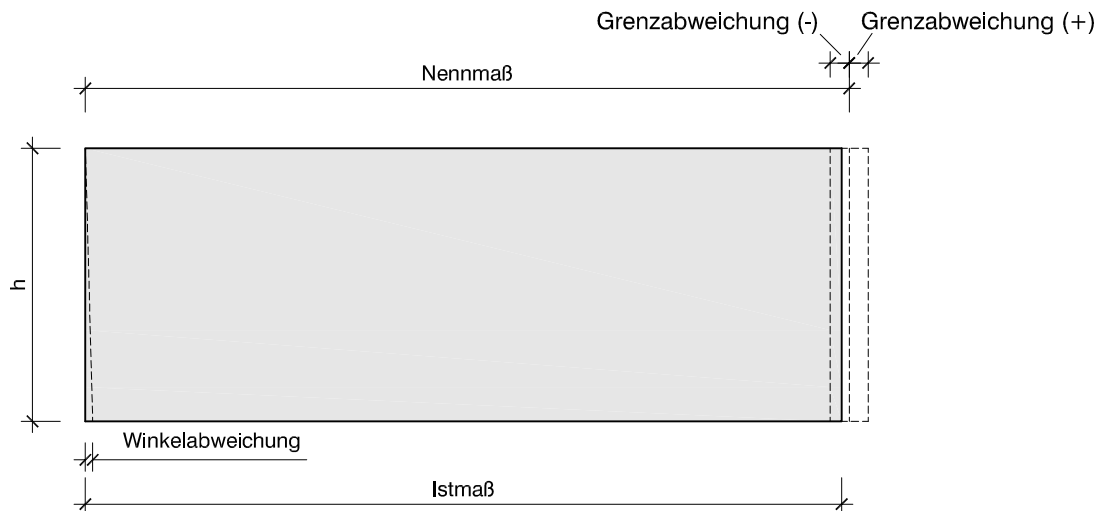 Grenzabweichung (-) Grenzabweichung (+)
Nennmaß
h
Winkelabweichung
Istmaß